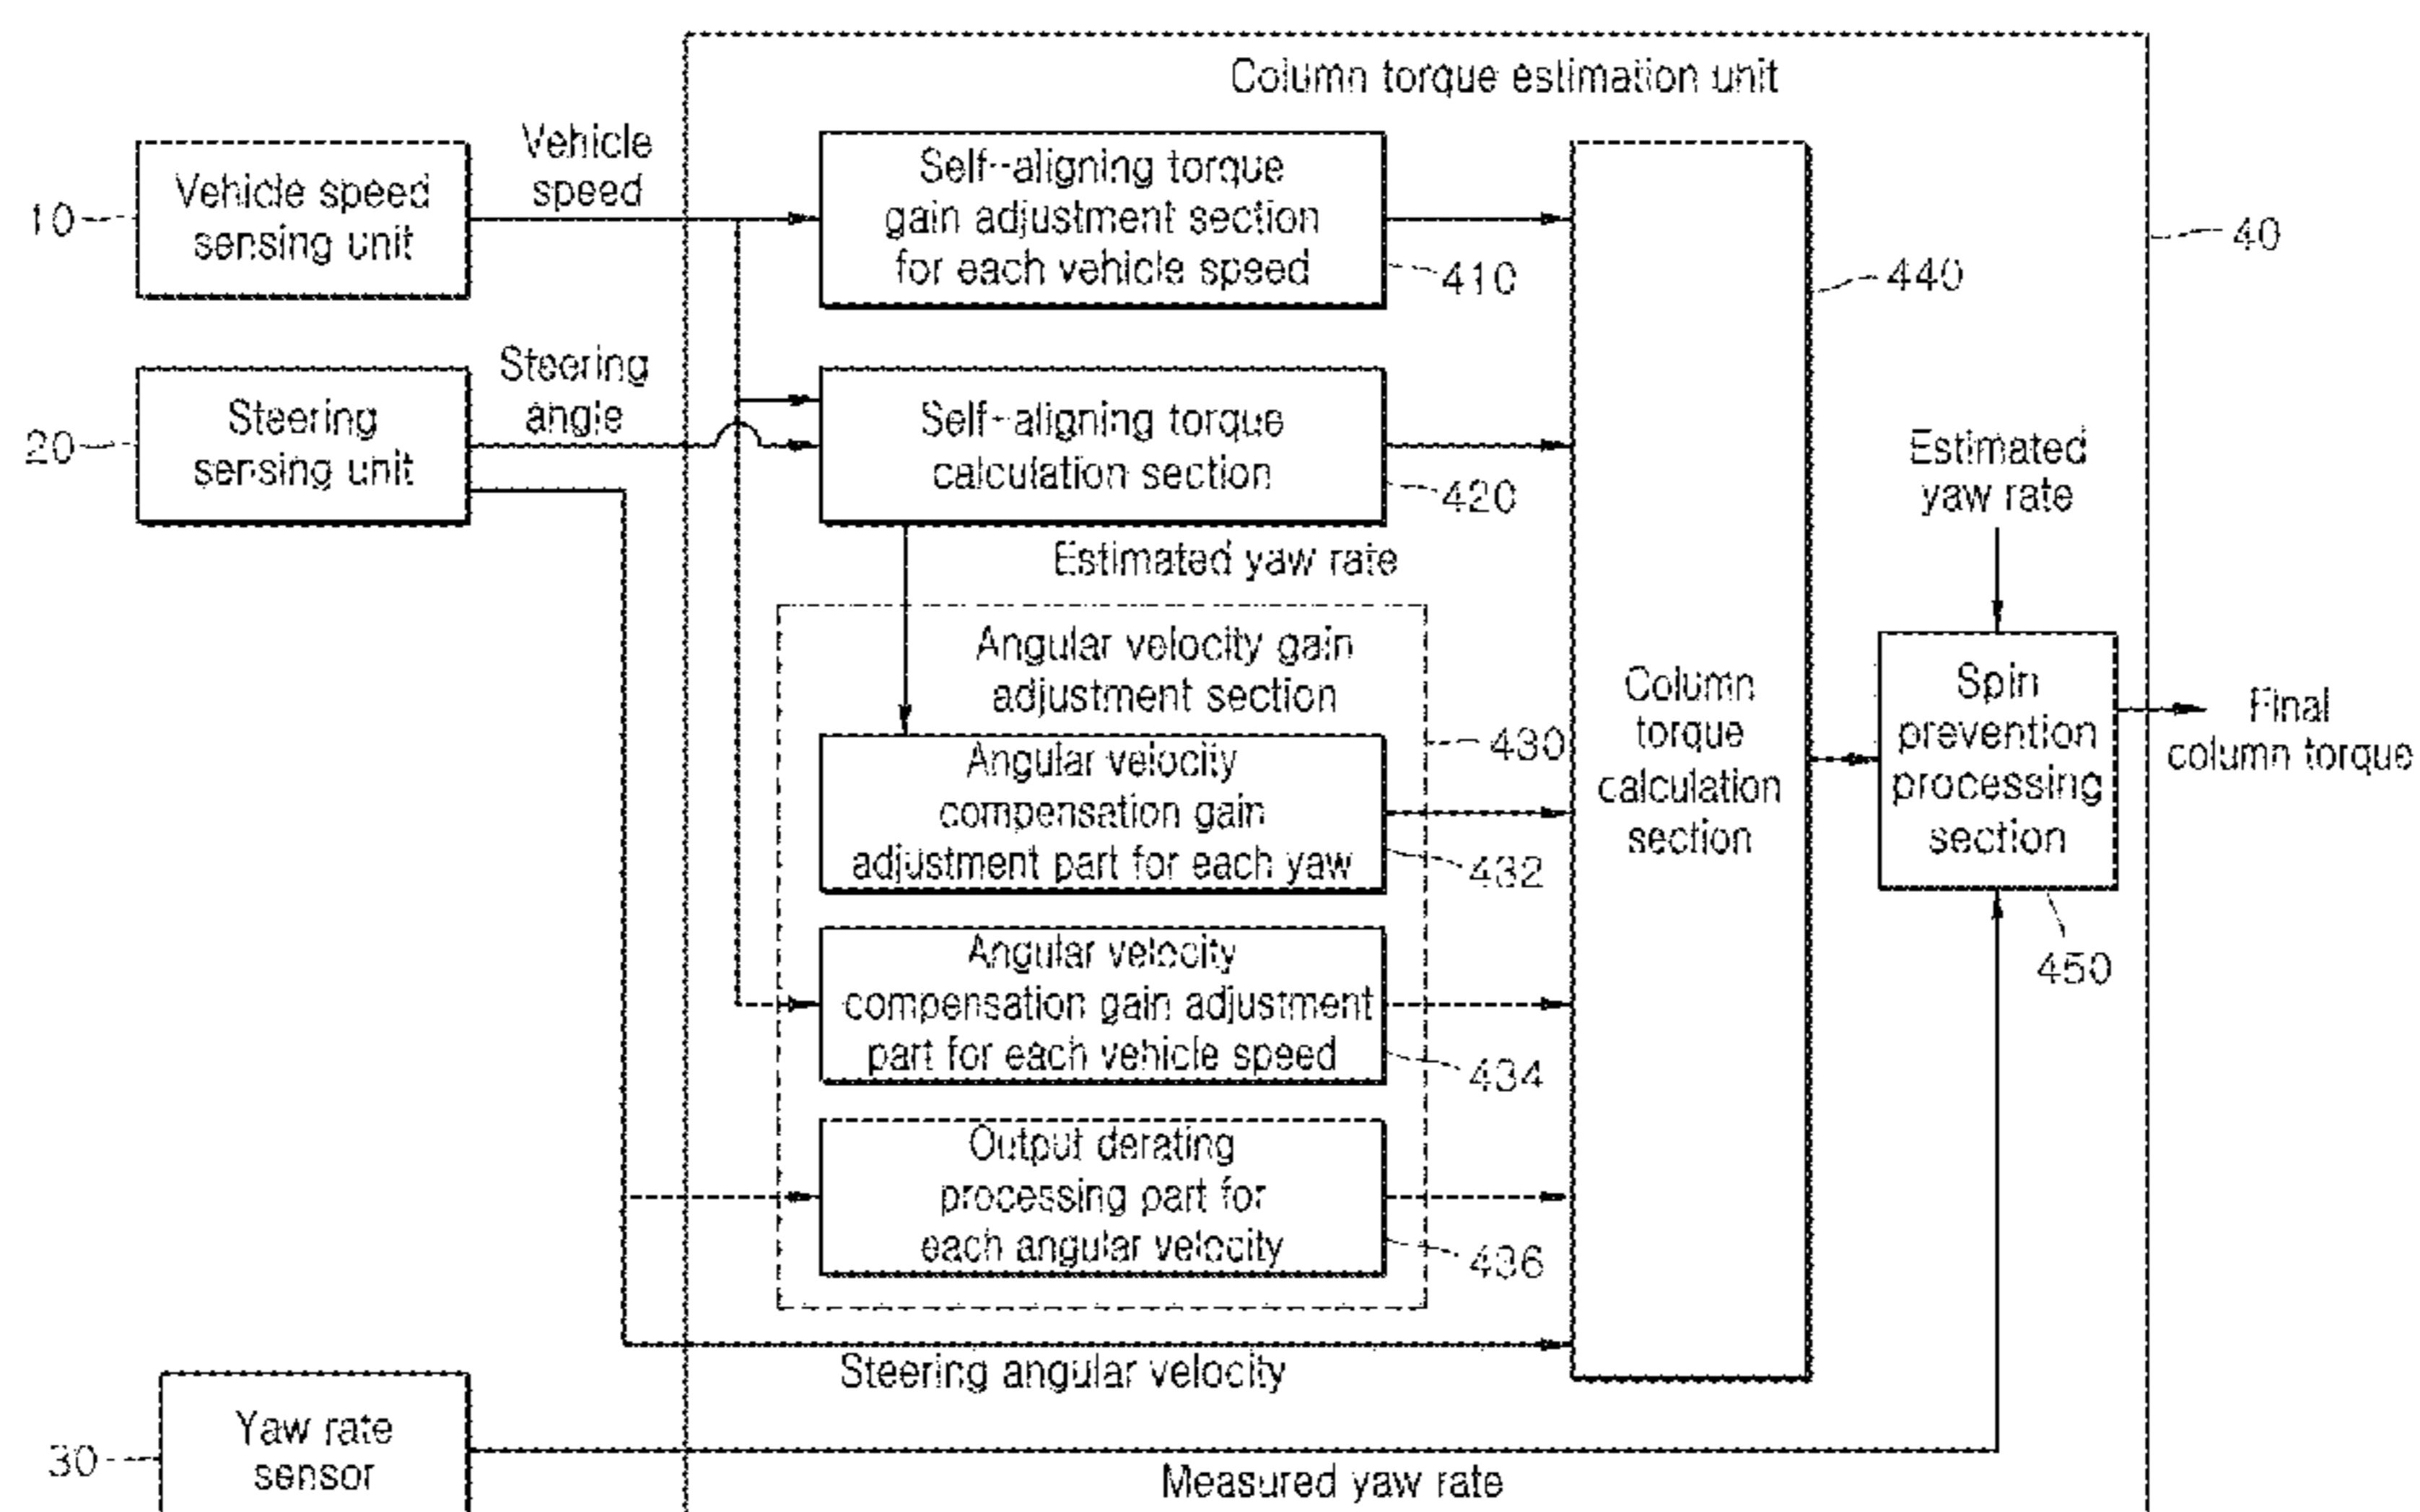 Column torque estimation unit
Vehicle
speed
10
Vehicle speed
sensing unit
Self-aligning torque
gain adjustment section
for each vehicle speed
410
440
40
Steering
angle
20
Steering
sensing unit
Self-aligning torque
calculation section
420
Estimated
yaw rate
Estimated yaw rate
Angular velocity gain
adjustment section
430
Angular velocity
compensation gain
adjustment part for each yaw
432
Column
torque
calculation
section
Spin
prevention
processing
section
450
Final
column torque
Angular velocity
compensation gain adjustment
part for each vehicle speed
434
Output derating
processing part for
each angular velocity
436
Steering angular velocity
30
Yaw rate
sensor
Measured yaw rate